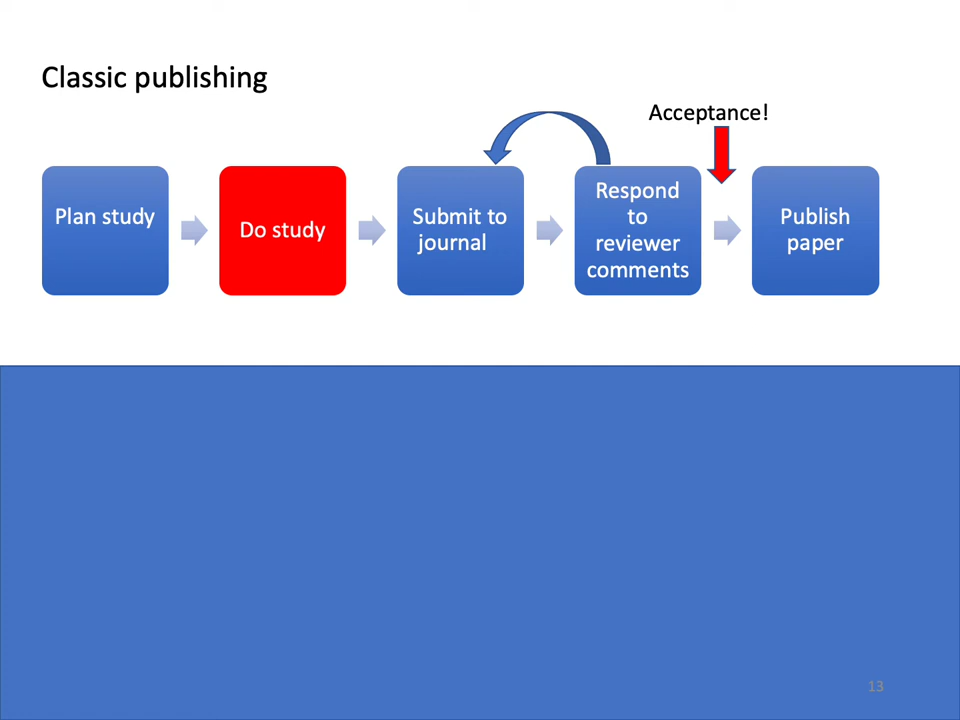 Classic publishing
Acceptance!
Plan study
Do study
Submit to
journal
Respond
to
reviewer
comments
Publish
paper
13